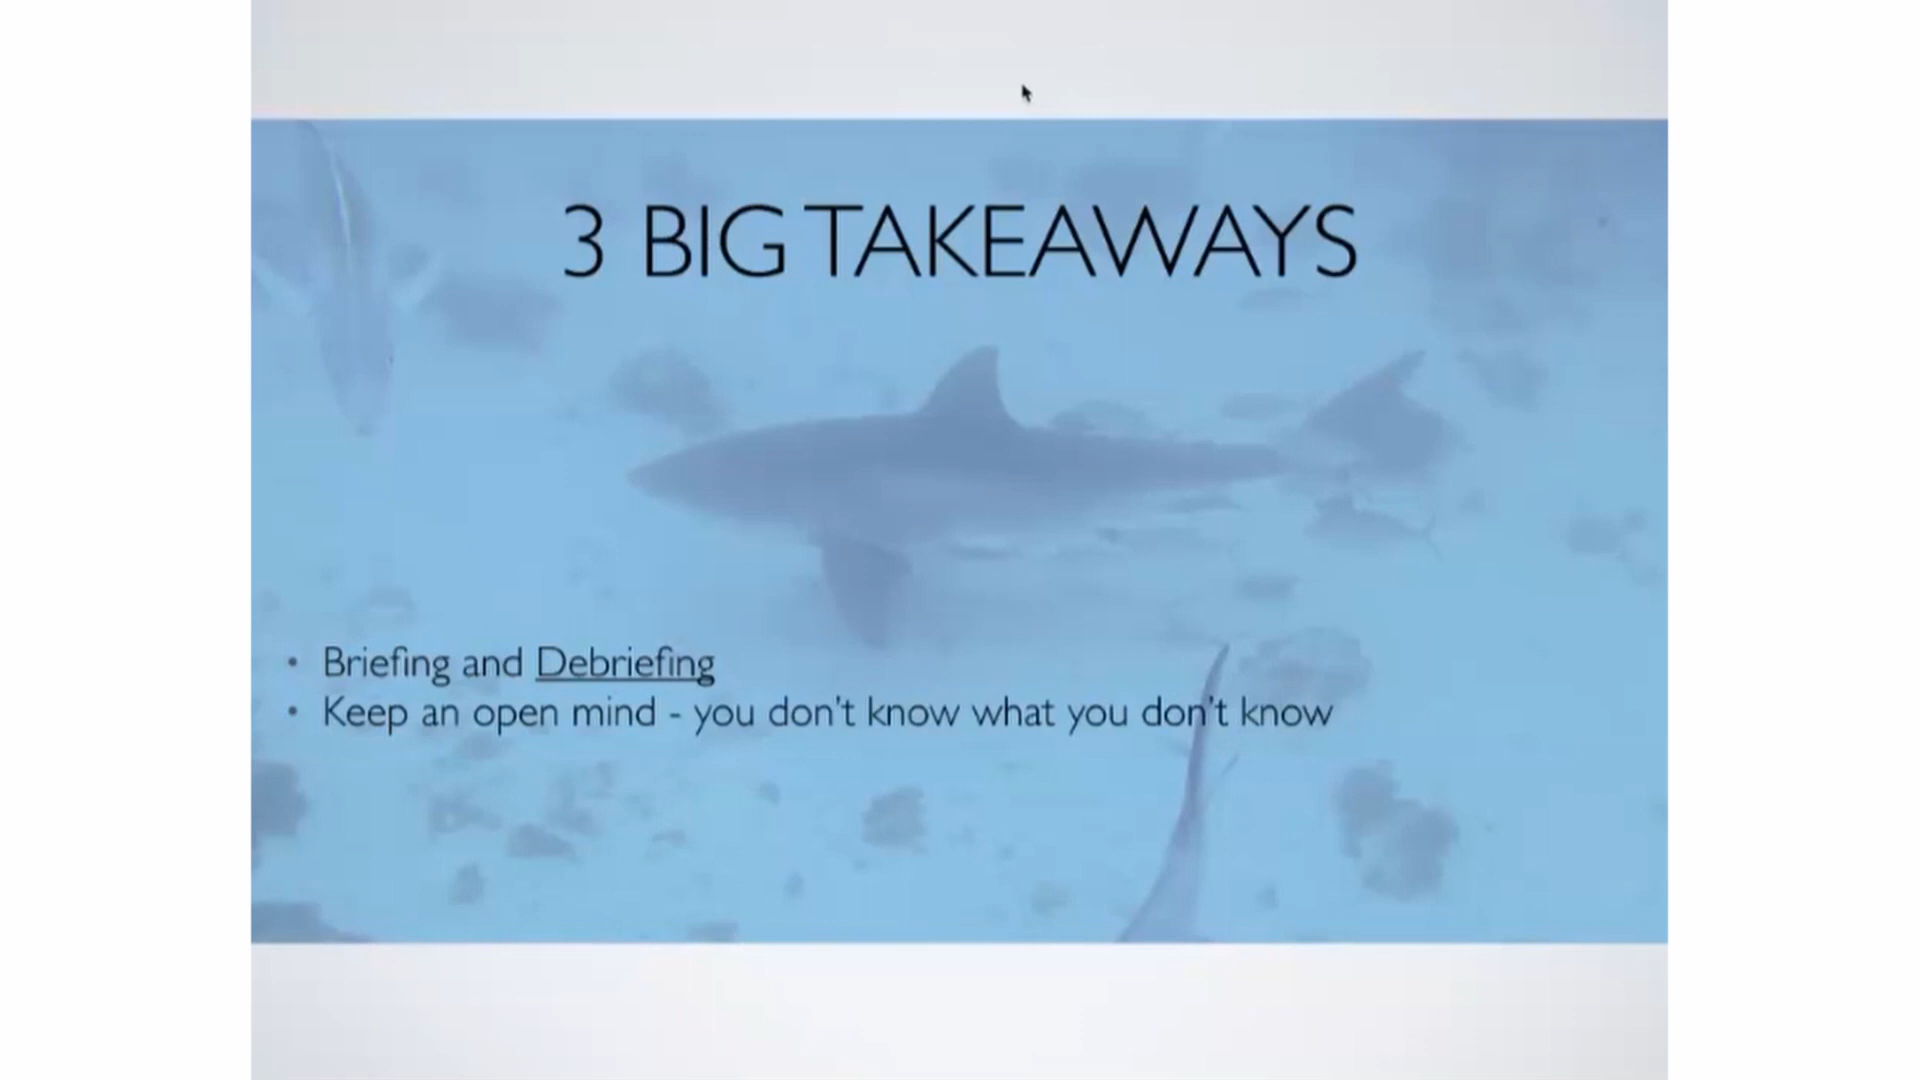 3 BIG TAKEAWAYS
• Briefing and Debriefing
• Keep an open mind - you don't know what you don't know